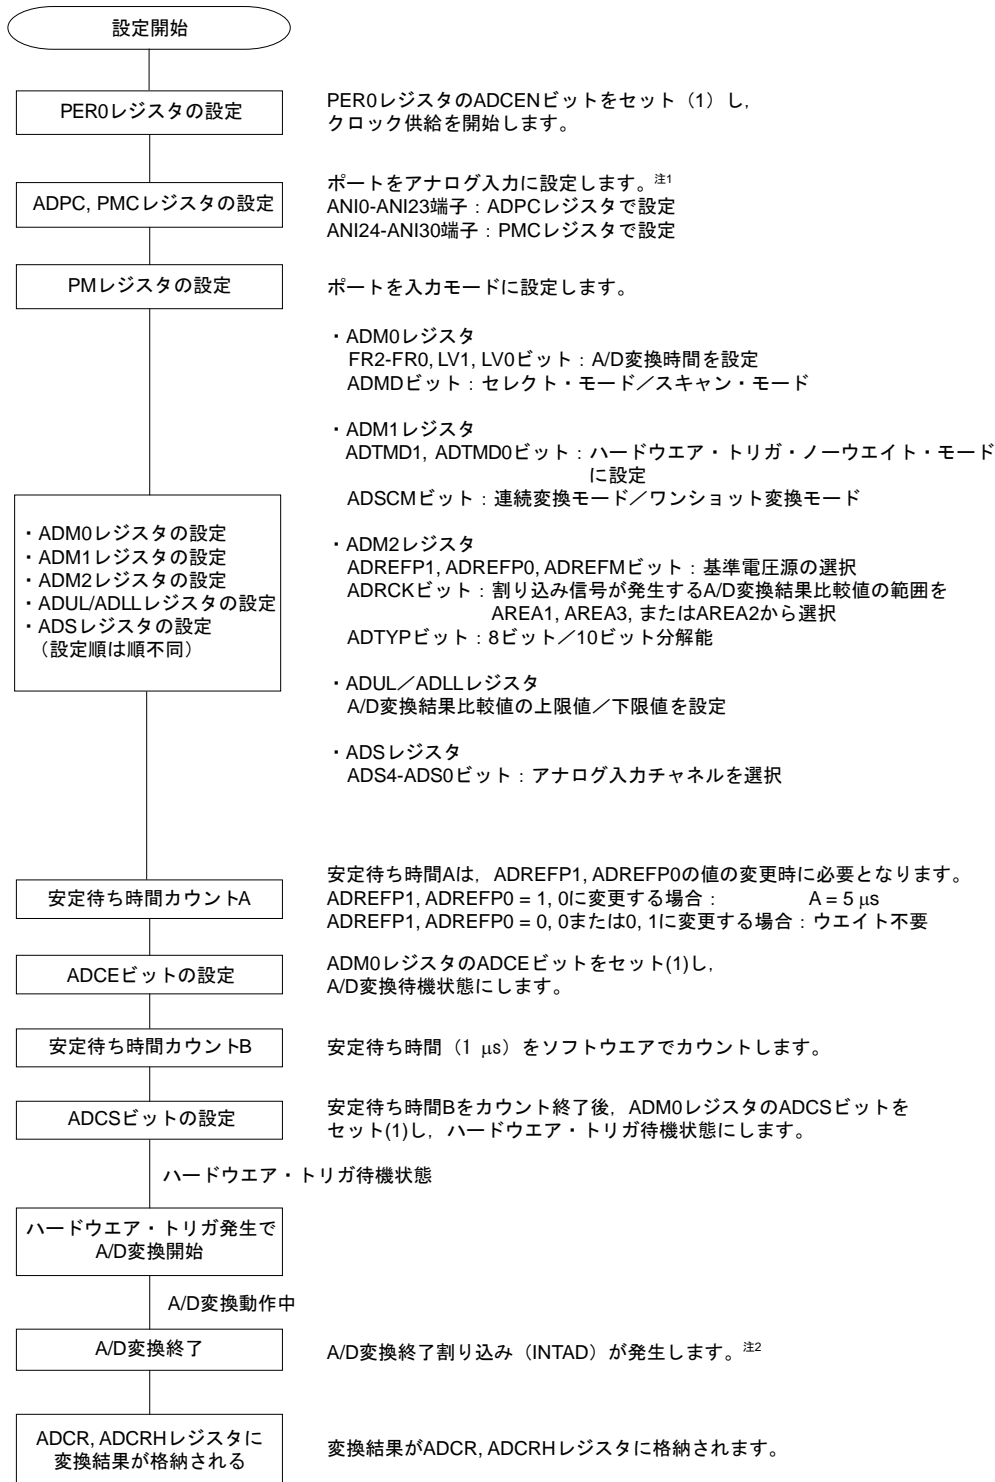 設定開始
PER0レジスタの設定
PER0レジスタのADCENビットをセット（1）し，
クロック供給を開始します。
ADPC, PMCレジスタの設定
ポートをアナログ入力に設定します。注1
ANI0-ANI23端子：ADPCレジスタで設定
ANI24-ANI30端子：PMCレジスタで設定
PMレジスタの設定
ポートを入力モードに設定します。
・ADM0レジスタの設定
・ADM1レジスタの設定
・ADM2レジスタの設定
・ADUL/ADLLレジスタの設定
・ADSレジスタの設定
（設定順は順不同）
・ADM0レジスタ
FR2-FR0, LV1, LV0ビット：A/D変換時間を設定
ADMDビット：セレクト・モード／スキャン・モード
・ADM1レジスタ
ADTMD1, ADTMD0ビット：ハードウエア・トリガ・ノーウエイト・モード
に設定
ADSCMビット：連続変換モード／ワンショット変換モード
・ADM2レジスタ
ADREFP1, ADREFP0, ADREFMビット：基準電圧源の選択
ADRCKビット：割り込み信号が発生するA/D変換結果比較値の範囲を
AREA1, AREA3, またはAREA2から選択
ADTYPビット：8ビット／10ビット分解能
・ADUL／ADLLレジスタ
A/D変換結果比較値の上限値／下限値を設定
・ADSレジスタ
ADS4-ADS0ビット：アナログ入力チャネルを選択
安定待ち時間カウントA
安定待ち時間Aは，ADREFP1, ADREFP0の値の変更時に必要となります。
ADREFP1, ADREFP0 = 1, 0に変更する場合： A = 5 μs
ADREFP1, ADREFP0 = 0, 0または0, 1に変更する場合：ウエイト不要
ADCEビットの設定
ADM0レジスタのADCEビットをセット(1)し，
A/D変換待機状態にします。
安定待ち時間カウントB
安定待ち時間（1 μs）をソフトウエアでカウントします。
ADCSビットの設定
安定待ち時間Bをカウント終了後，ADM0レジスタのADCSビットを
セット(1)し，ハードウエア・トリガ待機状態にします。
ハードウエア・トリガ待機状態
ハードウエア・トリガ発生で
A/D変換開始
A/D変換動作中
A/D変換終了
A/D変換終了割り込み（INTAD）が発生します。注2
ADCR, ADCRHレジスタに
変換結果が格納される
変換結果がADCR, ADCRHレジスタに格納されます。